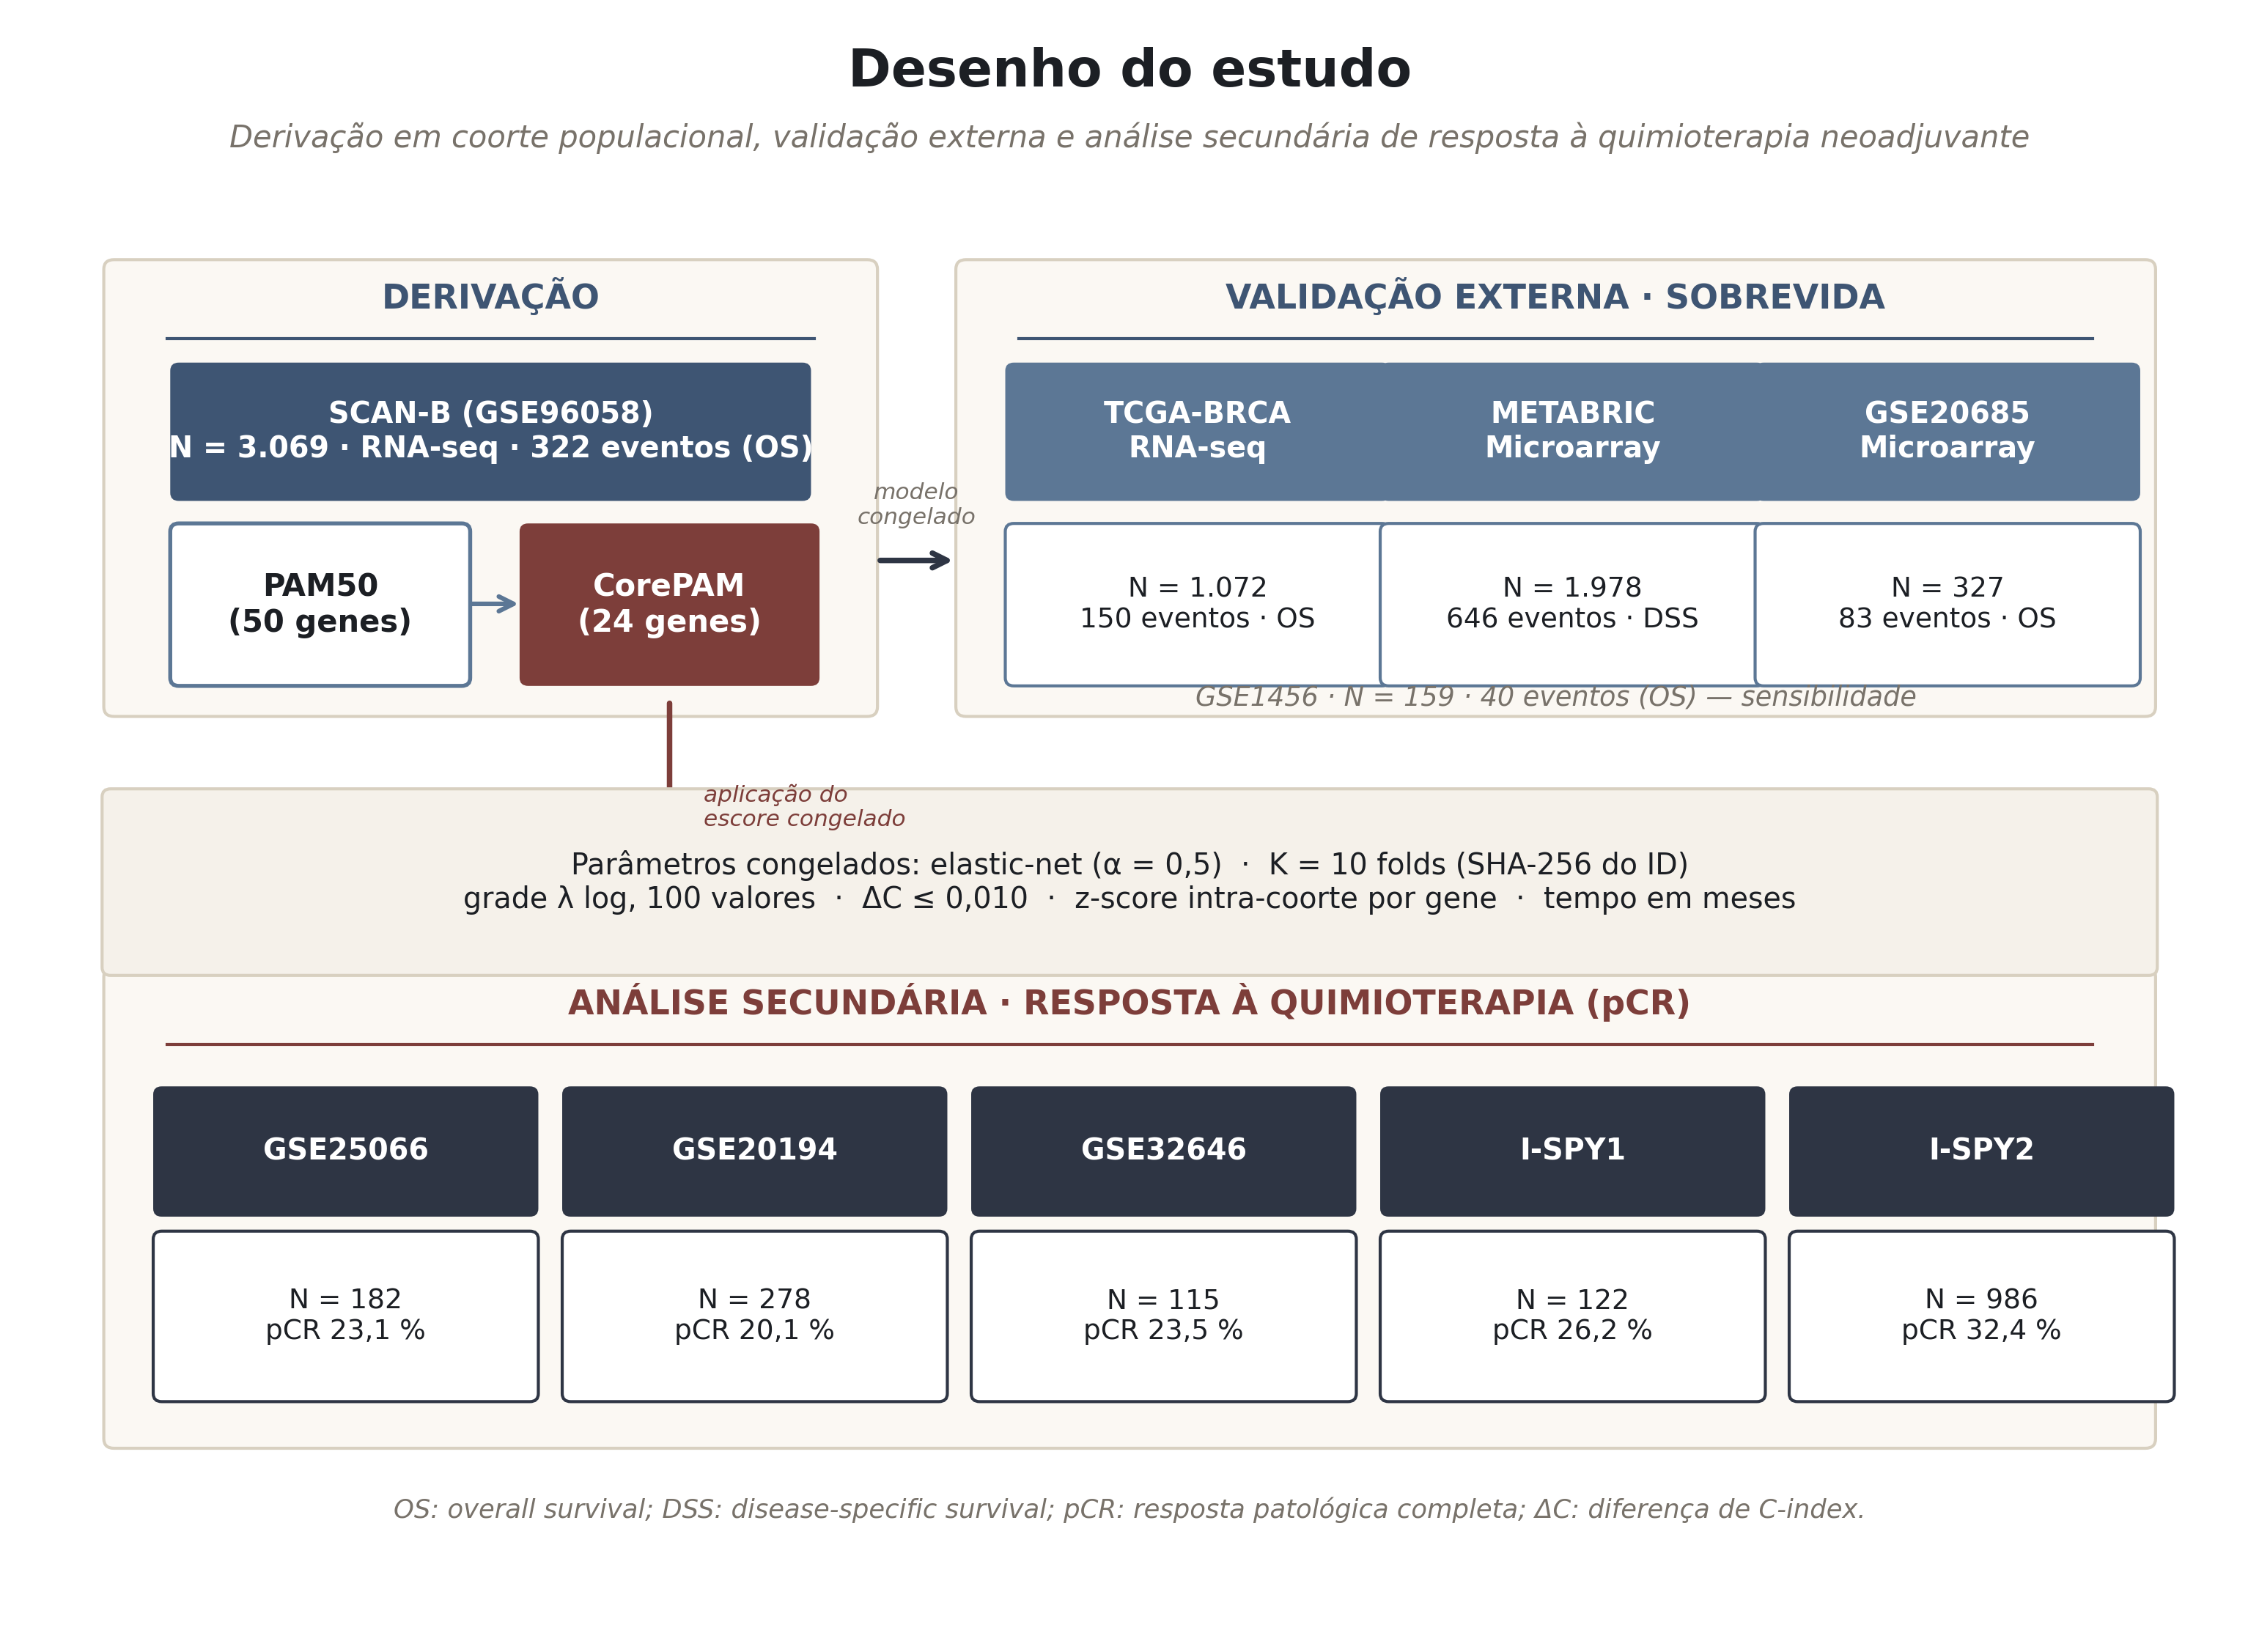 Desenho do estudo
Derivação em coorte populacional, validação externa e análise secundária de resposta à quimioterapia neoadjuvante
DERIVAÇÃO
SCAN-B (GSE96058)
N = 3.069 · RNA-seq · 322 eventos (OS)
PAM50
(50 genes)
CorePAM
(24 genes)
modelo
congelado
VALIDAÇÃO EXTERNA · SOBREVIDA
TCGA-BRCA
RNA-seq
METABRIC
Microarray
GSE20685
Microarray
N = 1.072
150 eventos · OS
N = 1.978
646 eventos · DSS
N = 327
83 eventos · OS
GSE1456 · N = 159 · 40 eventos (OS) — sensibilidade
aplicação do
escore congelado
Parâmetros congelados: elastic-net (α = 0,5) · K = 10 folds (SHA-256 do ID)
grade λ log, 100 valores · ΔC ≤ 0,010 · z-score intra-coorte por gene · tempo em meses
ANÁLISE SECUNDÁRIA · RESPOSTA À QUIMIOTERAPIA (pCR)
GSE25066
GSE20194
GSE32646
I-SPY1
I-SPY2
N = 182
pCR 23,1 %
N = 278
pCR 20,1 %
N = 115
pCR 23,5 %
N = 122
pCR 26,2 %
N = 986
pCR 32,4 %
OS: overall survival; DSS: disease-specific survival; pCR: resposta patológica completa; ΔC: diferença de C-index.